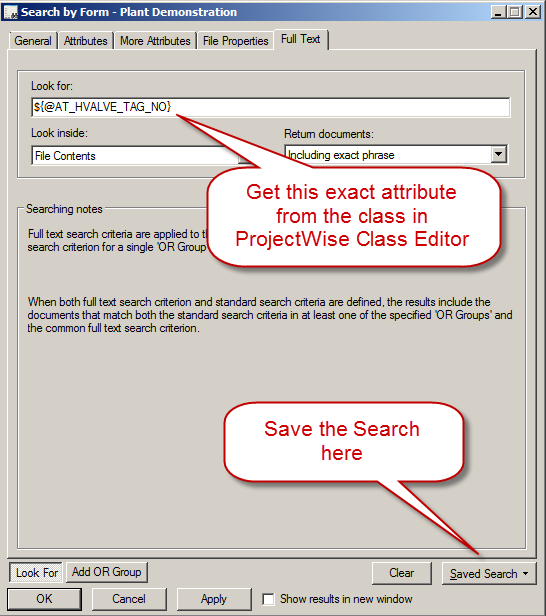 Search by Form - Plant Demonstration
General
Attributes
More Attributes
File Properties
Full Text
Look for:
${@AT_HVALVE_TAG_NO}
Look inside:
Return documents:
File Contents
Including exact phrase
Get this exact attribute
from the class in
ProjectWise Class Editor
Searching notes
Full text search criteria are applied to th
search criterion for a single 'OR Group
When both full text search criterion and standard search criteria are defined, the results include the
documents that match both the standard search criteria in at least one of the specified 'OR Groups' and
the common full text search criterion.
Save the Search
here
Look For
Add OR Group
Clear
Saved Search
OK
Cancel
Apply
Show results in new window